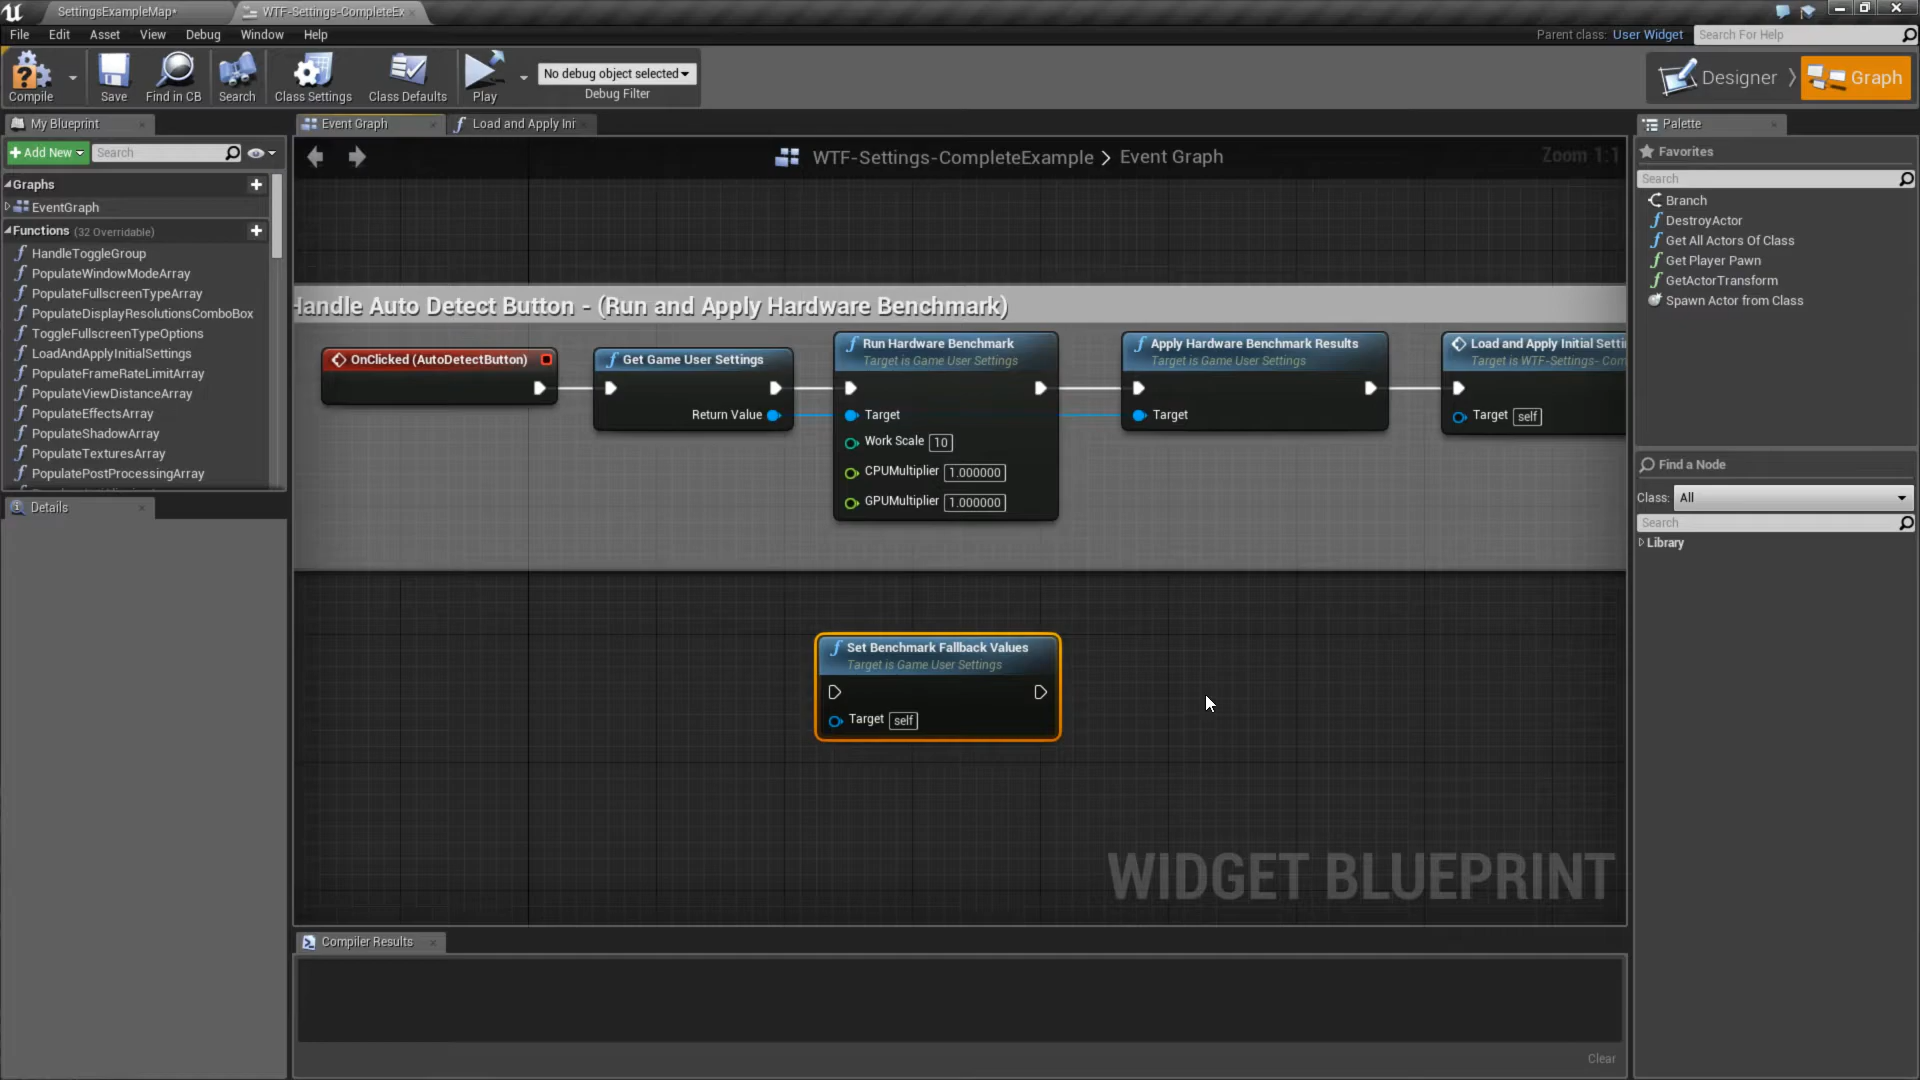 SettingsExampleMap*
WTF-Settings-CompleteEx
File Edit Asset View Debug Window Help
Parent class: User Widget
Search For Help
Compile
Save
Find in CB
Search
Class Settings
Class Defaults
Play
No debug object selected
Debug Filter
Designer
Graph
My Blueprint
+ Add New
Search
Graphs
EventGraph
Functions (32 Overridable)
HandleToggleGroup
PopulateWindowModeArray
PopulateFullscreenTypeArray
PopulateDisplayResolutionsComboBox
ToggleFullscreenTypeOptions
LoadAndApplyInitialSettings
PopulateFrameRateLimitArray
PopulateViewDistanceArray
PopulateEffectsArray
PopulateShadowArray
PopulateTexturesArray
PopulatePostProcessingArray
Details
Event Graph
Load and Apply Ini
WTF-Settings-CompleteExample > Event Graph
Zoom 1:1
Handle Auto Detect Button - (Run and Apply Hardware Benchmark)
OnClicked (AutoDetectButton)
Get Game User Settings
Return Value
Run Hardware Benchmark
Target is Game User Settings
Target
Work Scale 10
CPUMultiplier 1.000000
GPUMultiplier 1.000000
Apply Hardware Benchmark Results
Target is Game User Settings
Target
Load and Apply Initial Setti
Target is WTF-Settings- Com
Target self
Set Benchmark Fallback Values
Target is Game User Settings
Target self
WIDGET BLUEPRINT
Compiler Results
Clear
Palette
Favorites
Search
Branch
DestroyActor
Get All Actors Of Class
Get Player Pawn
GetActorTransform
Spawn Actor from Class
Find a Node
Class: All
Search
Library